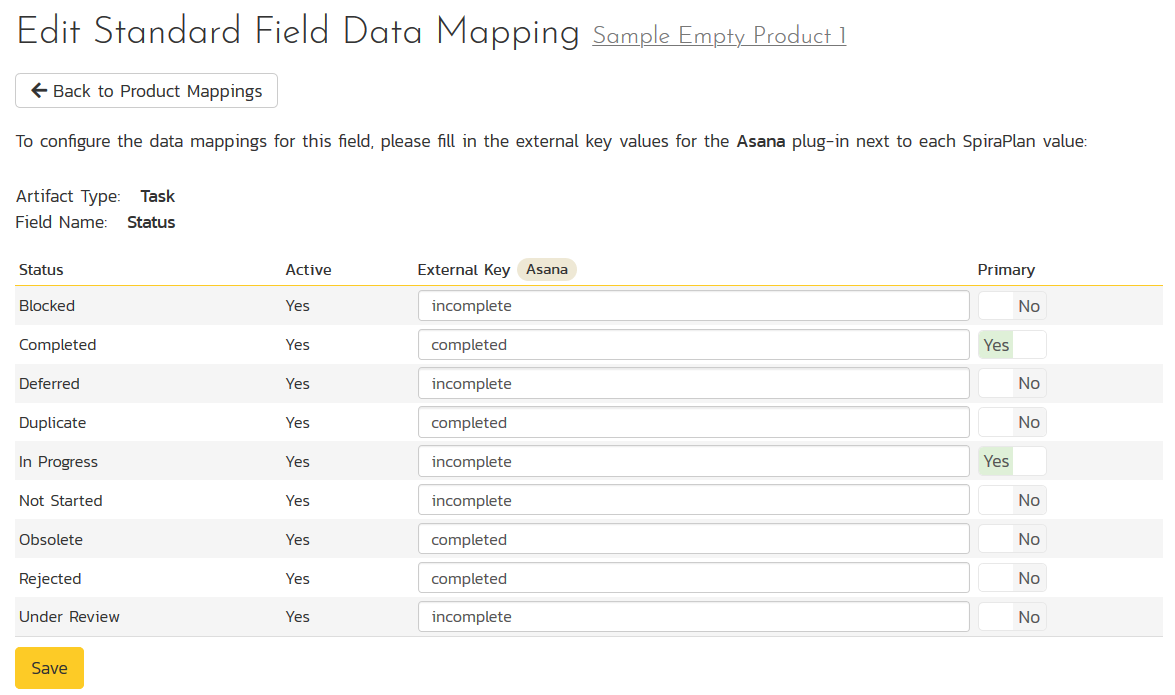 Edit Standard Field Data Mapping Sample Empty Product 1
Back to Product Mappings
To configure the data mappings for this field, please fill in the external key values for the Asana plug-in next to each SpiraPlan value:
Artifact Type: Task
Field Name: Status
Status Active External Key Asana Primary
Blocked Yes incomplete No
Completed Yes completed Yes
Deferred Yes incomplete No
Duplicate Yes completed No
In Progress Yes incomplete Yes
Not Started Yes incomplete No
Obsolete Yes completed No
Rejected Yes completed No
Under Review Yes incomplete No
Save